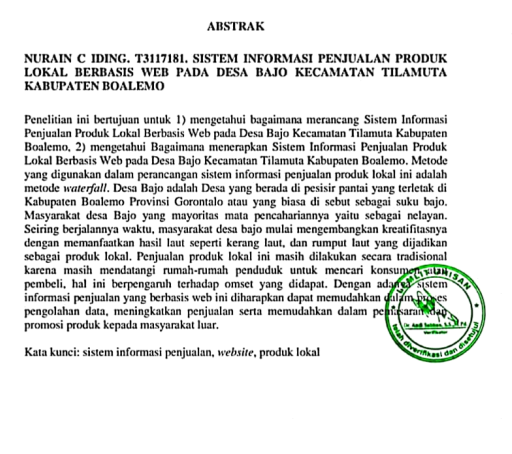 ABSTRAK
NURAIN C IDING. T3117181. SISTEM INFORMASI PENJUALAN PRODUK
LOKAL BERBASIS WEB PADA DESA BAJO KECAMATAN TILAMUTA
KABUPATEN BOALEMO
Penelitian ini bertujuan untuk 1) mengetahui bagaimana merancang Sistem Informasi
Penjualan Produk Lokal Berbasis Web pada Desa Bajo Kecamatan Tilamuta Kabupaten
Boalemo, 2) mengetahui Bagaimana menerapkan Sistem Informasi Penjualan Produk
Lokal Berbasis Web pada Desa Bajo Kecamatan Tilamuta Kabupaten Boalemo. Metode
yang digunakan dalam perancangan sistem informasi penjualan produk lokal ini adalah
metode waterfall. Desa Bajo adalah Desa yang berada di pesisir pantai yang terletak di
Kabupaten Boalemo Provinsi Gorontalo atau yang biasa di sebut sebagai suku bajo.
Masyarakat desa Bajo yang mayoritas mata pencahariannya yaitu sebagai nelayan.
Seiring berjalannya waktu, masyarakat desa bajo mulai mengembangkan kreatifitasnya
dengan memanfaatkan hasil laut seperti kerang laut, dan rumput laut yang dijadikan
sebagai produk lokal. Penjualan produk lokal ini masih dilakukan secara tradisional
karena masih mendatangi rumah-rumah penduduk untuk mencari konsumen atau
pembeli, hal ini berpengaruh terhadap omset yang didapat. Dengan adanya sistem
informasi penjualan yang berbasis web ini diharapkan dapat memudahkan dalam proses
pengolahan data, meningkatkan penjualan serta memudahkan dalam pemasaran dan
promosi produk kepada masyarakat luar.
Kata kunci: sistem informasi penjualan, website, produk lokal
telah diverifikasi dan disetujui